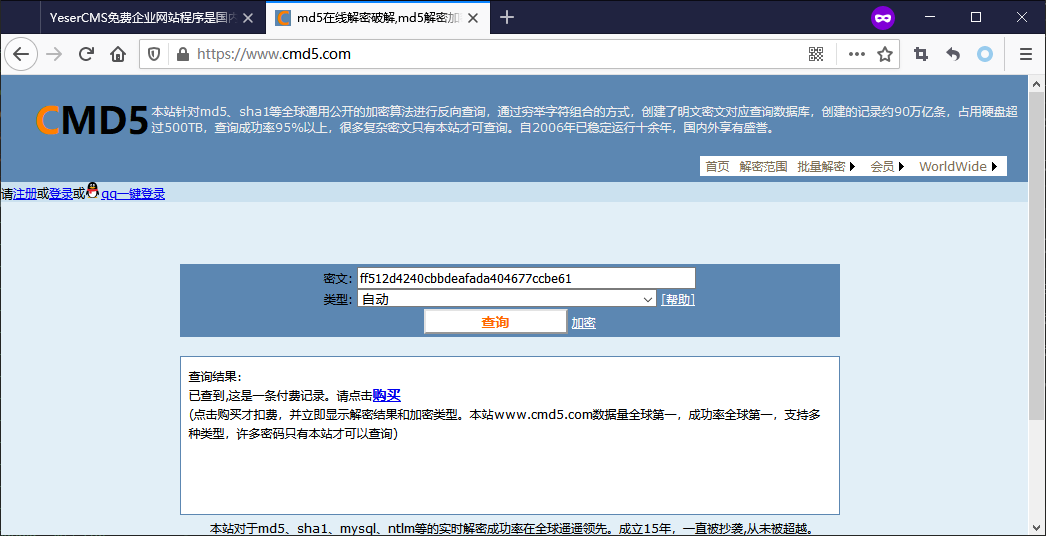 YeserCMS免费企业网站程序是国内
md5在线解密破解,md5解密加
https://www.cmd5.com
CMD5
本站针对md5、sha1等全球通用公开的加密算法进行反向查询，通过穷举字符组合的方式，创建了明文密文对应查询数据库，创建的记录约90万亿条，占用硬盘超
过500TB，查询成功率95%以上，很多复杂密文只有本站才可查询。自2006年已稳定运行十余年，国内外享有盛誉。
首页 解密范围 批量解密 会员 WorldWide
请注册或登录或qq一键登录
密文: ff512d4240cbbdeafada404677ccbe61
类型: 自动 [帮助]
查询 加密
查询结果:
已查到,这是一条付费记录。请点击购买
(点击购买才扣费，并立即显示解密结果和加密类型。本站www.cmd5.com数据量全球第一，成功率全球第一，支持多
种类型，许多密码只有本站才可以查询)
本站对于md5、sha1、mysql、ntlm等的实时解密成功率在全球遥遥领先。成立15年，一直被抄袭,从未被超越。